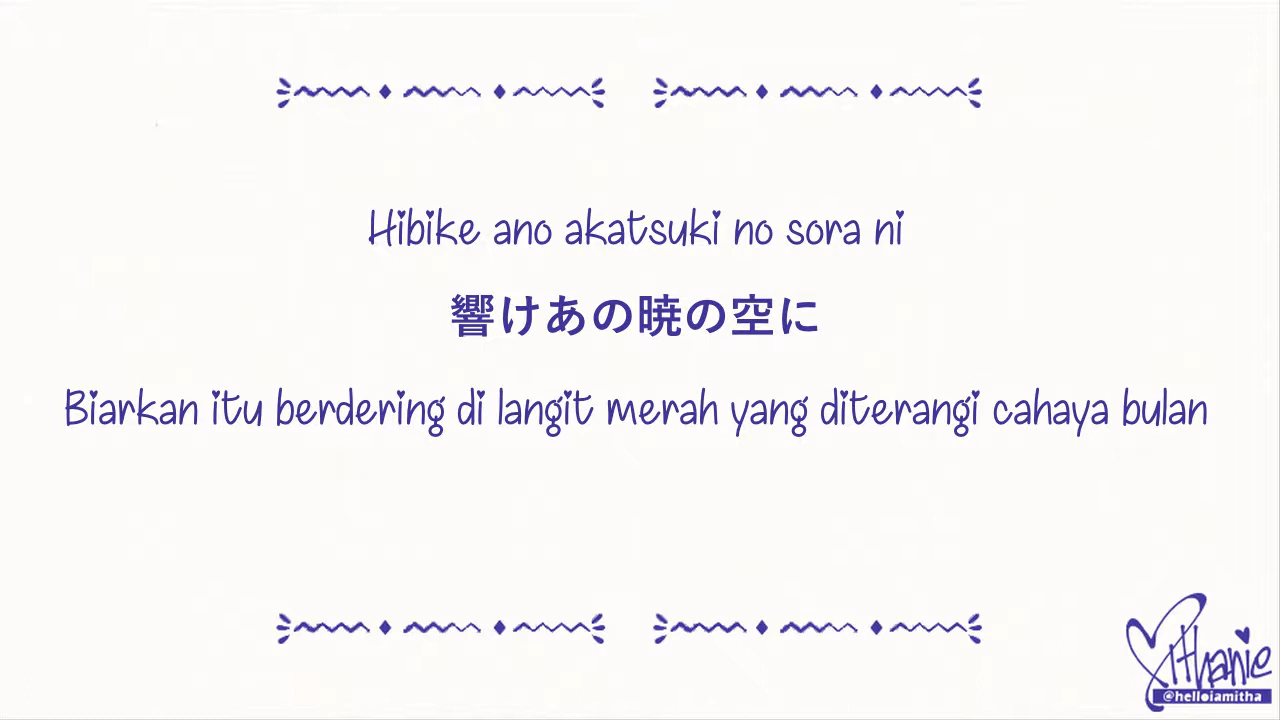 Hibike ano akatsuki no sora ni
響けあの暁の空に
Biarkan itu berdering di langit merah yang diterangi cahaya bulan
Mithanie
@helloiamitha